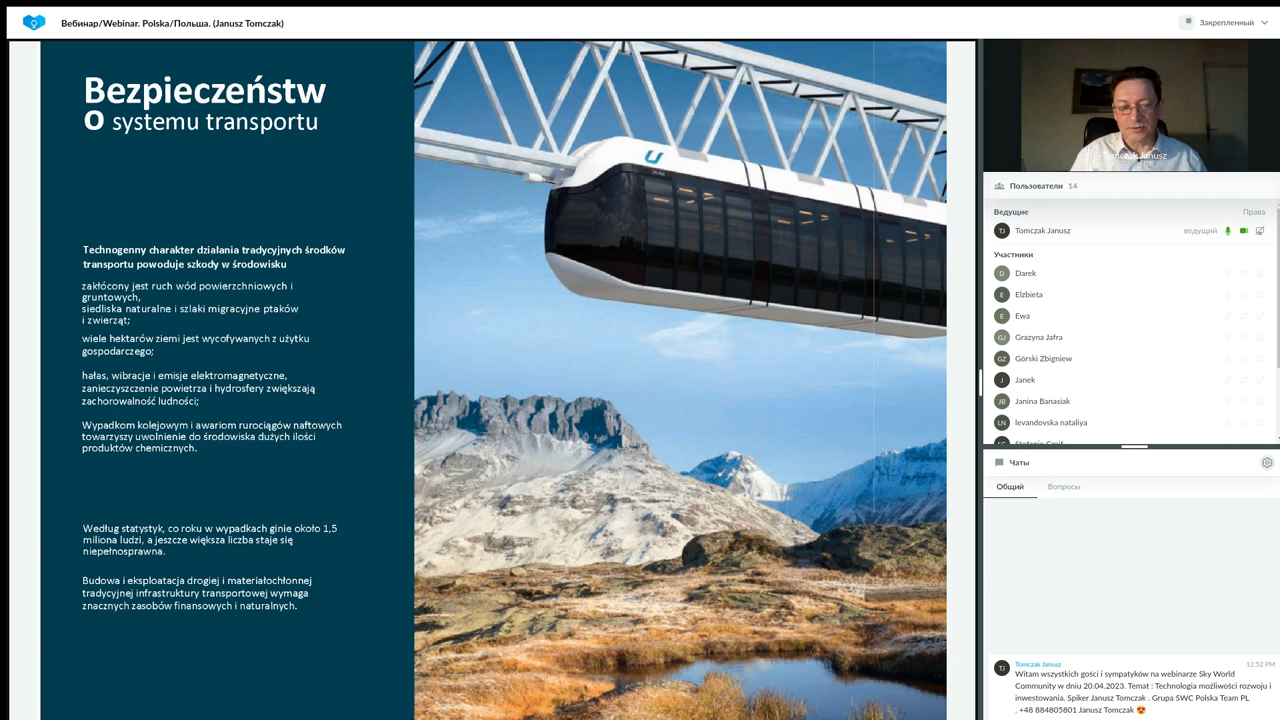 Вебинар/Webinar. Polska/Польша. (Janusz Tomczak)
Закрепленный
Bezpieczeństw
o systemu transportu
Technogenny charakter działania tradycyjnych środków
transportu powoduje szkody w środowisku
zakłócony jest ruch wód powierzchniowych i
gruntowych,
siedliska naturalne i szlaki migracyjne ptaków
i zwierząt;
wiele hektarów ziemi jest wycofywanych z użytku
gospodarczego;
hałas, wibracje i emisje elektromagnetyczne,
zanieczyszczenie powietrza i hydrosfery zwiększają
zachorowalność ludności;
Wypadkom kolejowym i awariom rurociągów naftowych
towarzyszy uwolnienie do środowiska dużych ilości
produktów chemicznych.
Według statystyk, co roku w wypadkach ginie około 1,5
miliona ludzi, a jeszcze większa liczba staje się
niepełnosprawna.
Budowa i eksploatacja drogiej i materiałochłonnej
tradycyjnej infrastruktury transportowej wymaga
znacznych zasobów finansowych i naturalnych.
Tomczak Janusz
Пользователи 14
Ведущие Права
TJ Tomczak Janusz ведущий
Участники
D Darek
E Elzbieta
E Ewa
GJ Grazyna Jafra
GZ Górski Zbigniew
J Janek
JB Janina Banasiak
LN levandovska nataliya
Чаты
Общий Вопросы
TJ Tomczak Janusz 12:52 PM
Witam wszystkich gości i sympatyków na webinarze Sky World
Community w dniu 20.04.2023. Temat : Technologia możliwości rozwoju i
inwestowania. Spiker Janusz Tomczak . Grupa SWC Polska Team PL
. +48 884805801 Janusz Tomczak 😍